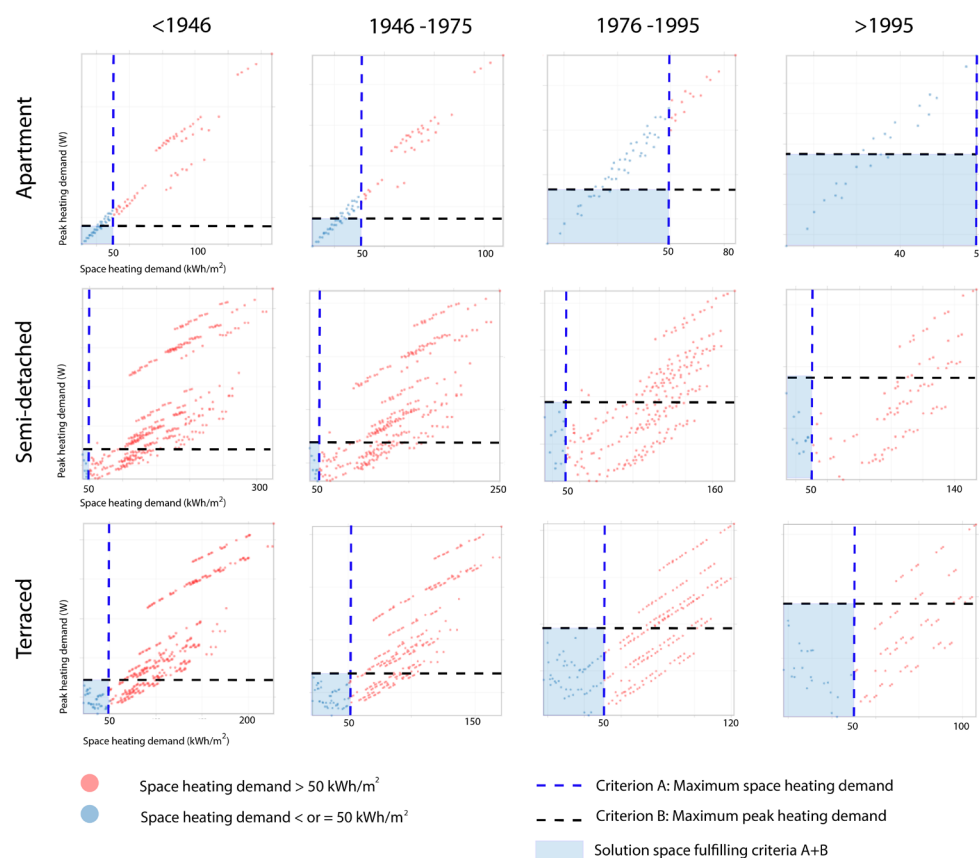 <1946
1946 -1975
1976 -1995
>1995
Apartment
Peak heating demand (W)
50
100
50
100
50
80
40
5
Space heating demand (kWh/m²)
Semi-detached
Peak heating demand (W)
50
300
50
250
50
160
50
140
Space heating demand (kWh/m²)
Terraced
Peak heating demand (W)
50
200
50
150
50
120
50
100
Space heating demand (kWh/m²)
Space heating demand > 50 kWh/m²
Criterion A: Maximum space heating demand
Space heating demand < or = 50 kWh/m²
Criterion B: Maximum peak heating demand
Solution space fulfilling criteria A+B